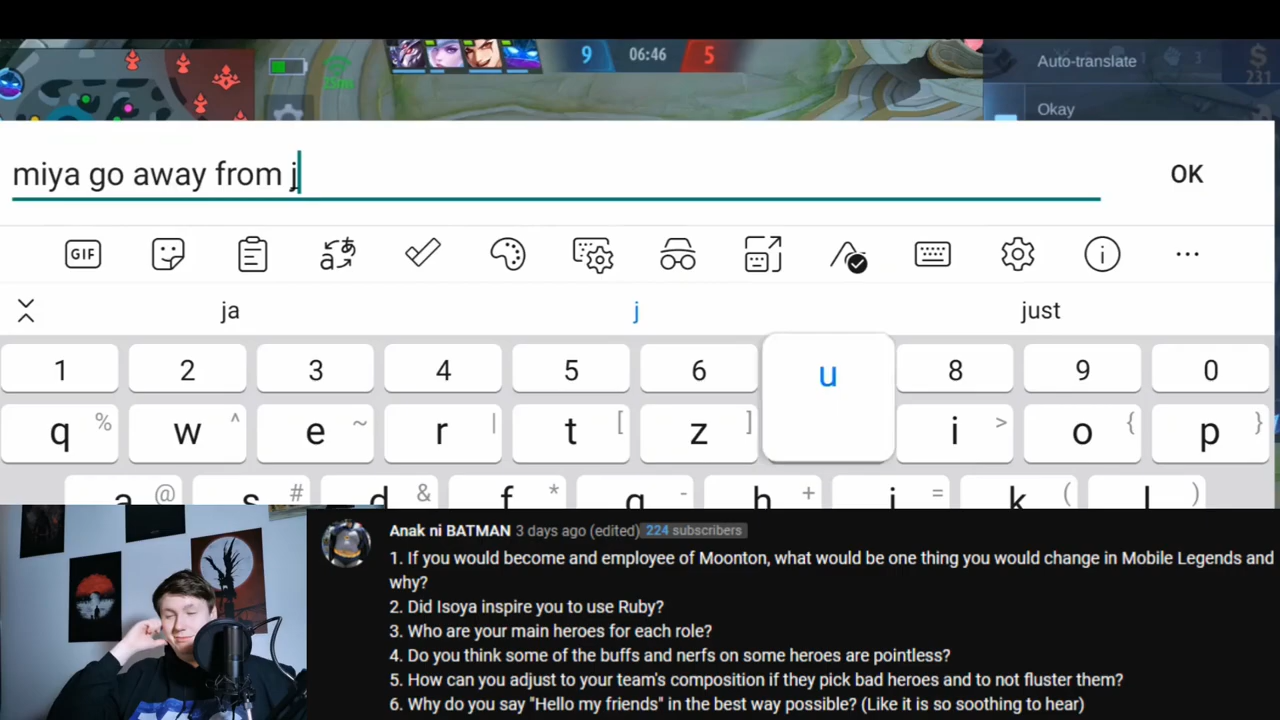 9 06:46 5
Auto-translate
$
3
231
25ms
Okay
miya go away from j
OK
GIF
ja j just
1 2 3 4 5 6 u 8 9 0
q % w ^ e ~ r | t [ z ] i > o { p }
a @ s # d & f * g - h + j = k ( l )
Anak ni BATMAN 3 days ago (edited) 224 subscribers
1. If you would become and employee of Moonton, what would be one thing you would change in Mobile Legends and
why?
2. Did Isoya inspire you to use Ruby?
3. Who are your main heroes for each role?
4. Do you think some of the buffs and nerfs on some heroes are pointless?
5. How can you adjust to your team's composition if they pick bad heroes and to not fluster them?
6. Why do you say "Hello my friends" in the best way possible? (Like it is so soothing to hear)